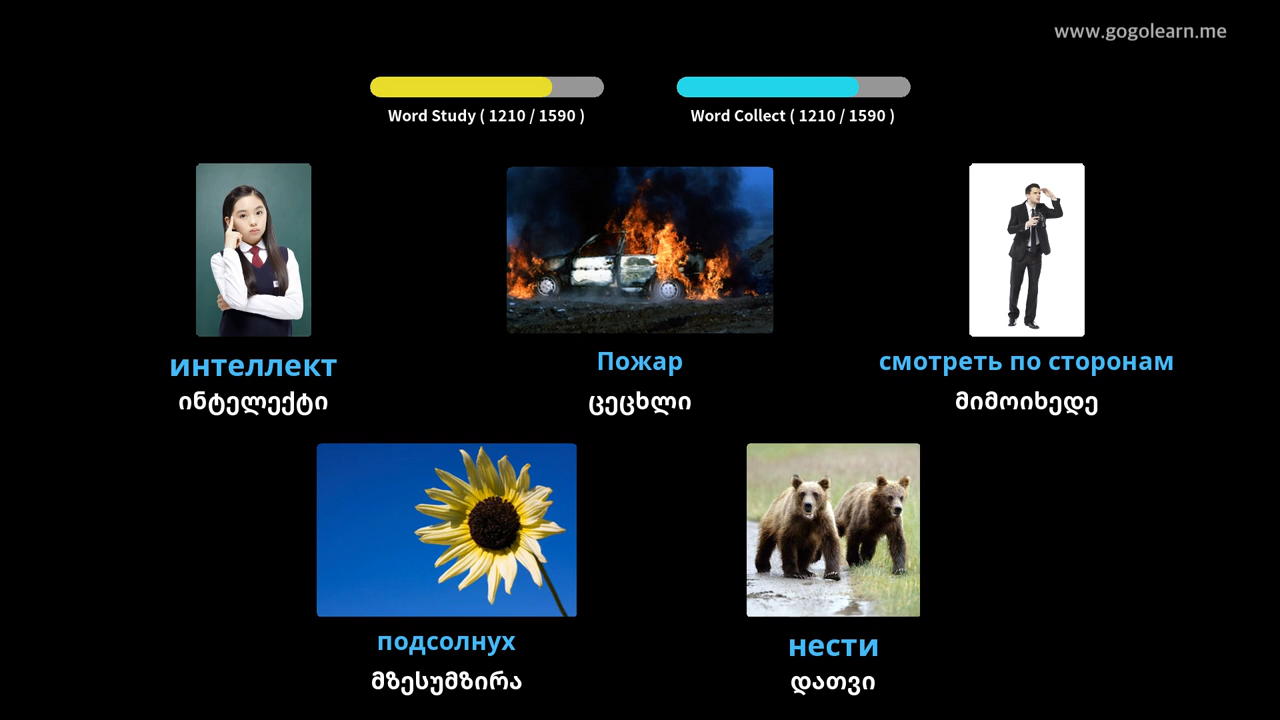 www.gogolearn.me
Word Study ( 1210 / 1590 )
Word Collect ( 1210 / 1590 )
интеллект
ინტელექტი
Пожар
ცეცხლი
смотреть по сторонам
მიმოიხედე
подсолнух
მზესუმზირა
нести
დათვი